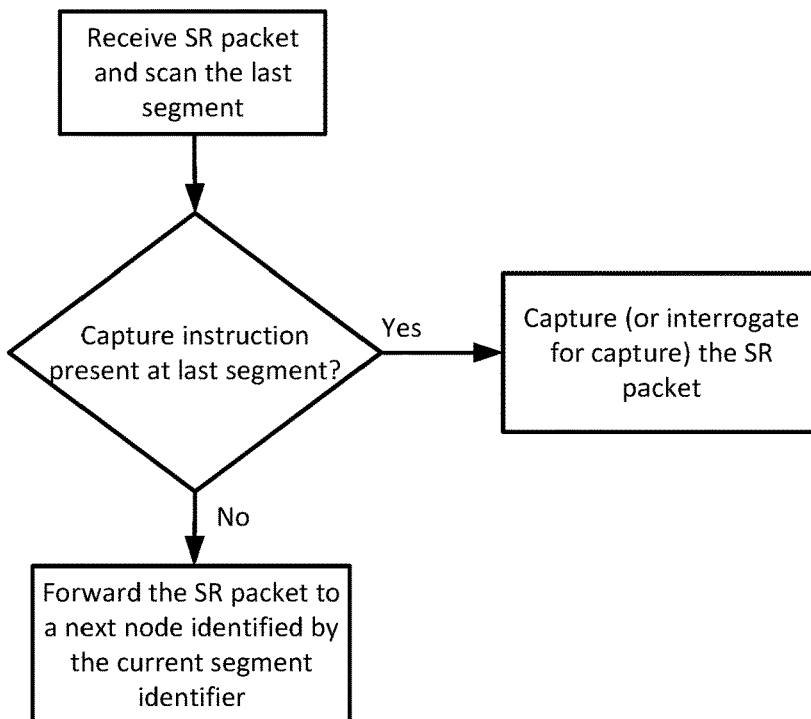 Receive SR packet
and scan the last
segment
Capture instruction
present at last segment?
Yes
Capture (or interrogate
for capture) the SR
packet
No
Forward the SR packet to
a next node identified by
the current segment
identifier